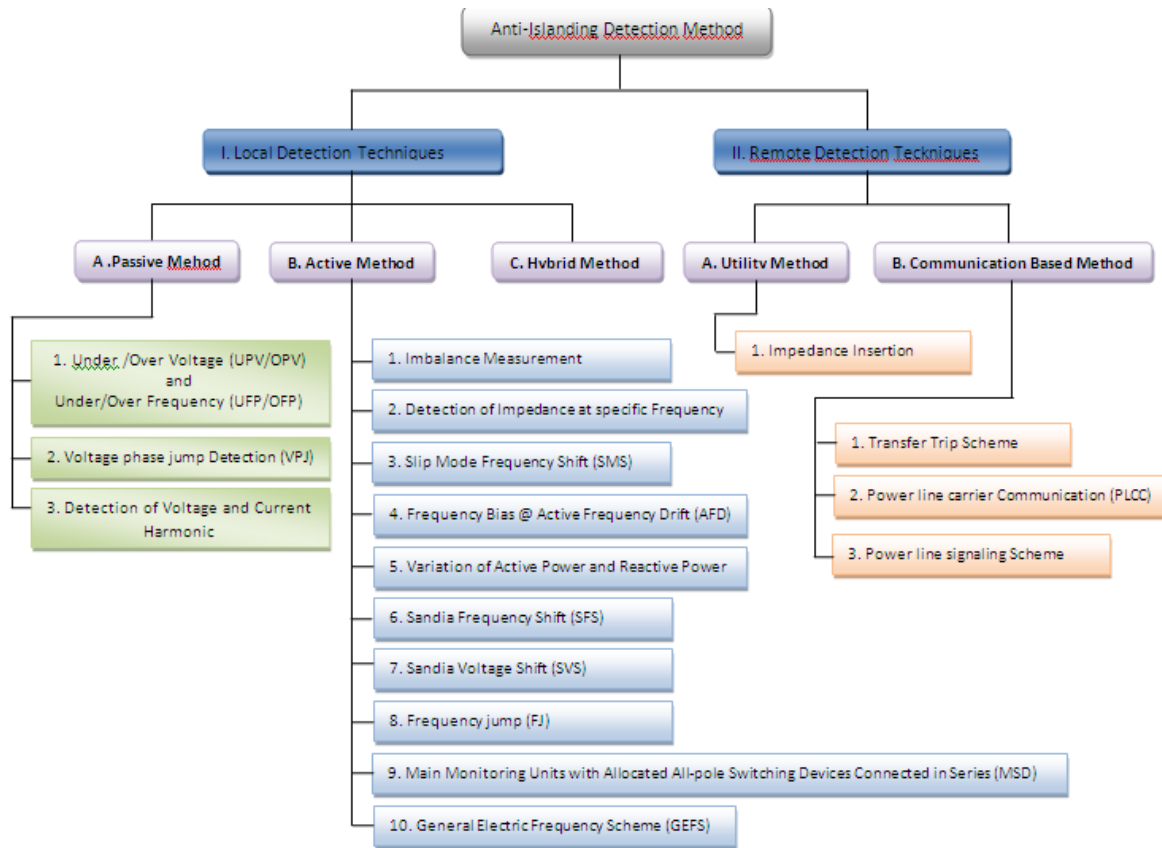 Anti-Islanding Detection Method
I. Local Detection Techniques
II. Remote Detection Teckniques
A .Passive Mehod
B. Active Method
C. Hybrid Method
A. Utility Method
B. Communication Based Method
1. Under /Over Voltage (UPV/OPV)
and
Under/Over Frequency (UFP/OFP)
2. Voltage phase jump Detection (VPJ)
3. Detection of Voltage and Current
Harmonic
1. Imbalance Measurement
2. Detection of Impedance at specific Frequency
3. Slip Mode Frequency Shift (SMS)
4. Frequency Bias @ Active Frequency Drift (AFD)
5. Variation of Active Power and Reactive Power
6. Sandia Frequency Shift (SFS)
7. Sandia Voltage Shift (SVS)
8. Frequency jump (FJ)
9. Main Monitoring Units with Allocated All-pole Switching Devices Connected in Series (MSD)
10. General Electric Frequency Scheme (GEFS)
1. Impedance Insertion
1. Transfer Trip Scheme
2. Power line carrier Communication (PLCC)
3. Power line signaling Scheme